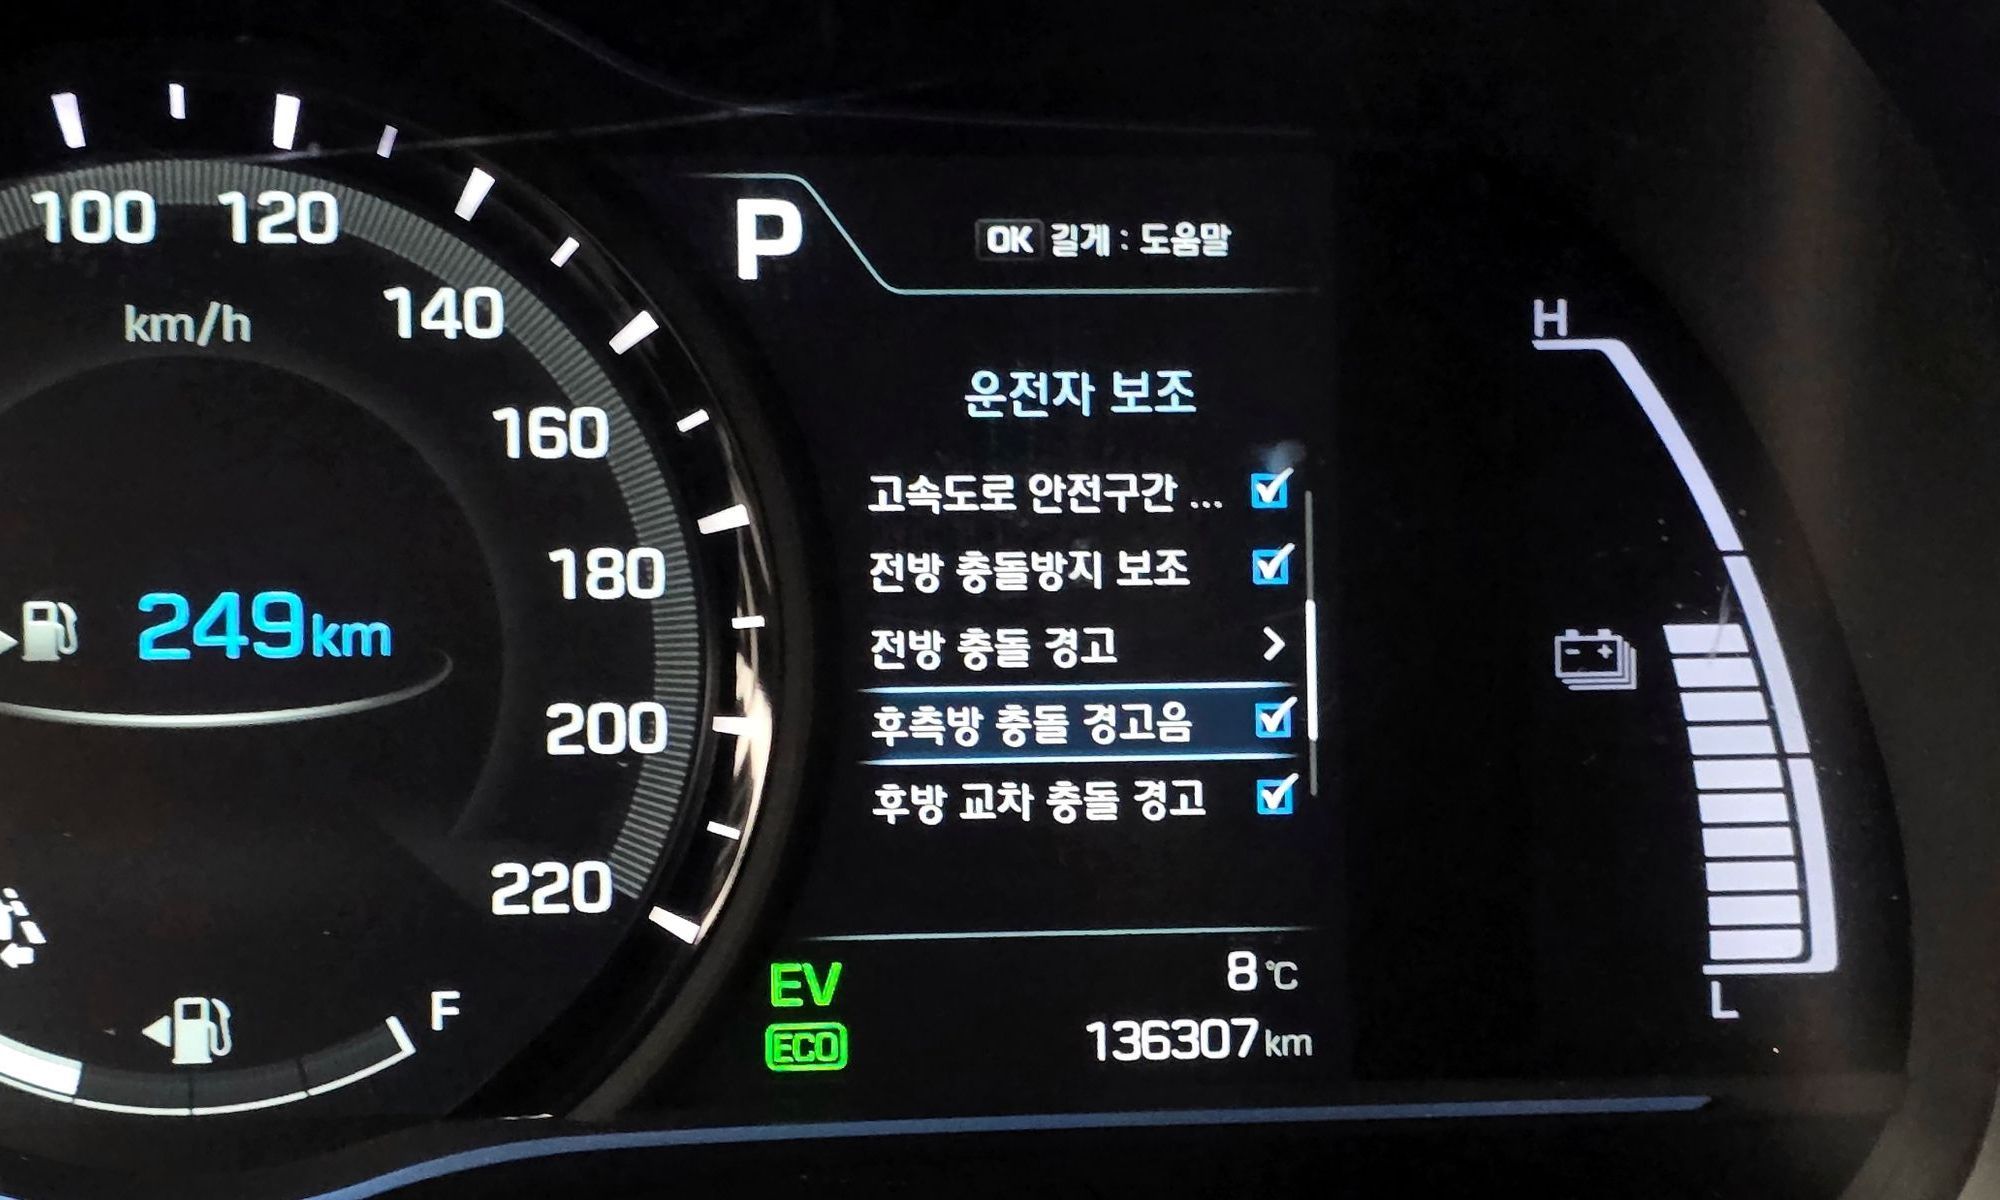 100
120
140
160
180
200
220
km/h
249km
F
P
OK 길게 : 도움말
운전자 보조
고속도로 안전구간 ...
전방 충돌방지 보조
전방 충돌 경고
후측방 충돌 경고음
후방 교차 충돌 경고
EV
ECO
8℃
136307km
H
L